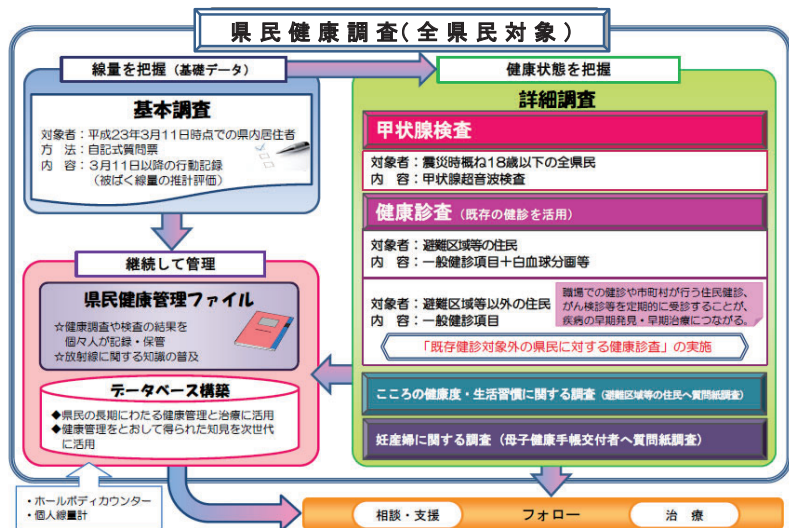 県民健康調査(全県民対象)
線量を把握(基礎データ)
基本調査
対象者：平成23年3月11日時点での県内居住者
方　法：自記式質問票
内　容：3月11日以降の行動記録
（被ばく線量の推計評価）
継続して管理
県民健康管理ファイル
☆健康調査や検査の結果を
個々人が記録・保管
☆放射線に関する知識の普及
データベース構築
◆県民の長期にわたる健康管理と治療に活用
◆健康管理をとおして得られた知見を次世代
に活用
・ホールボディカウンター
・個人線量計
健康状態を把握
詳細調査
甲状腺検査
対象者：震災時概ね18歳以下の全県民
内　容：甲状腺超音波検査
健康診査（既存の健診を活用）
対象者：避難区域等の住民
内　容：一般健診項目＋白血球分画等
対象者：避難区域等以外の住民
内　容：一般健診項目
職場での健診や市町村が行う住民健診、
がん検診等を定期的に受診することが、
疾病の早期発見・早期治療につながる。
「既存健診対象外の県民に対する健康診査」の実施
こころの健康度・生活習慣に関する調査（避難区域等の住民へ質問紙調査）
妊産婦に関する調査（母子健康手帳交付者へ質問紙調査）
相談・支援
フォロー
治　療